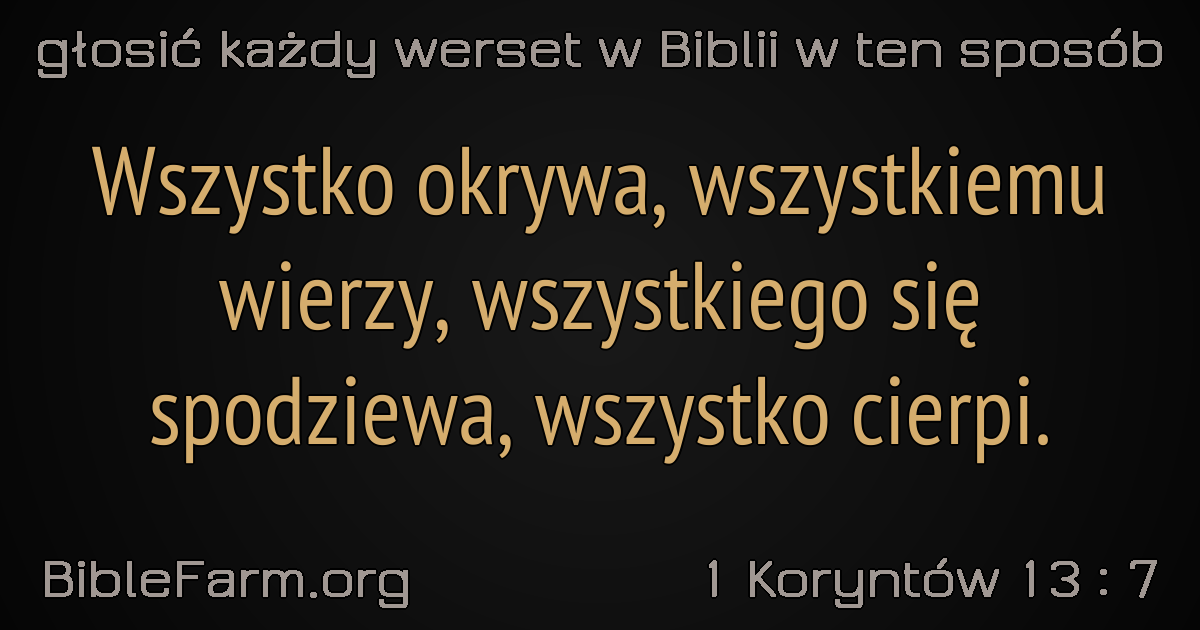 głosić każdy werset w Biblii w ten sposób
Wszystko okrywa, wszystkiemu
wierzy, wszystkiego się
spodziewa, wszystko cierpi.
BibleFarm.org
1 Koryntów 13 : 7